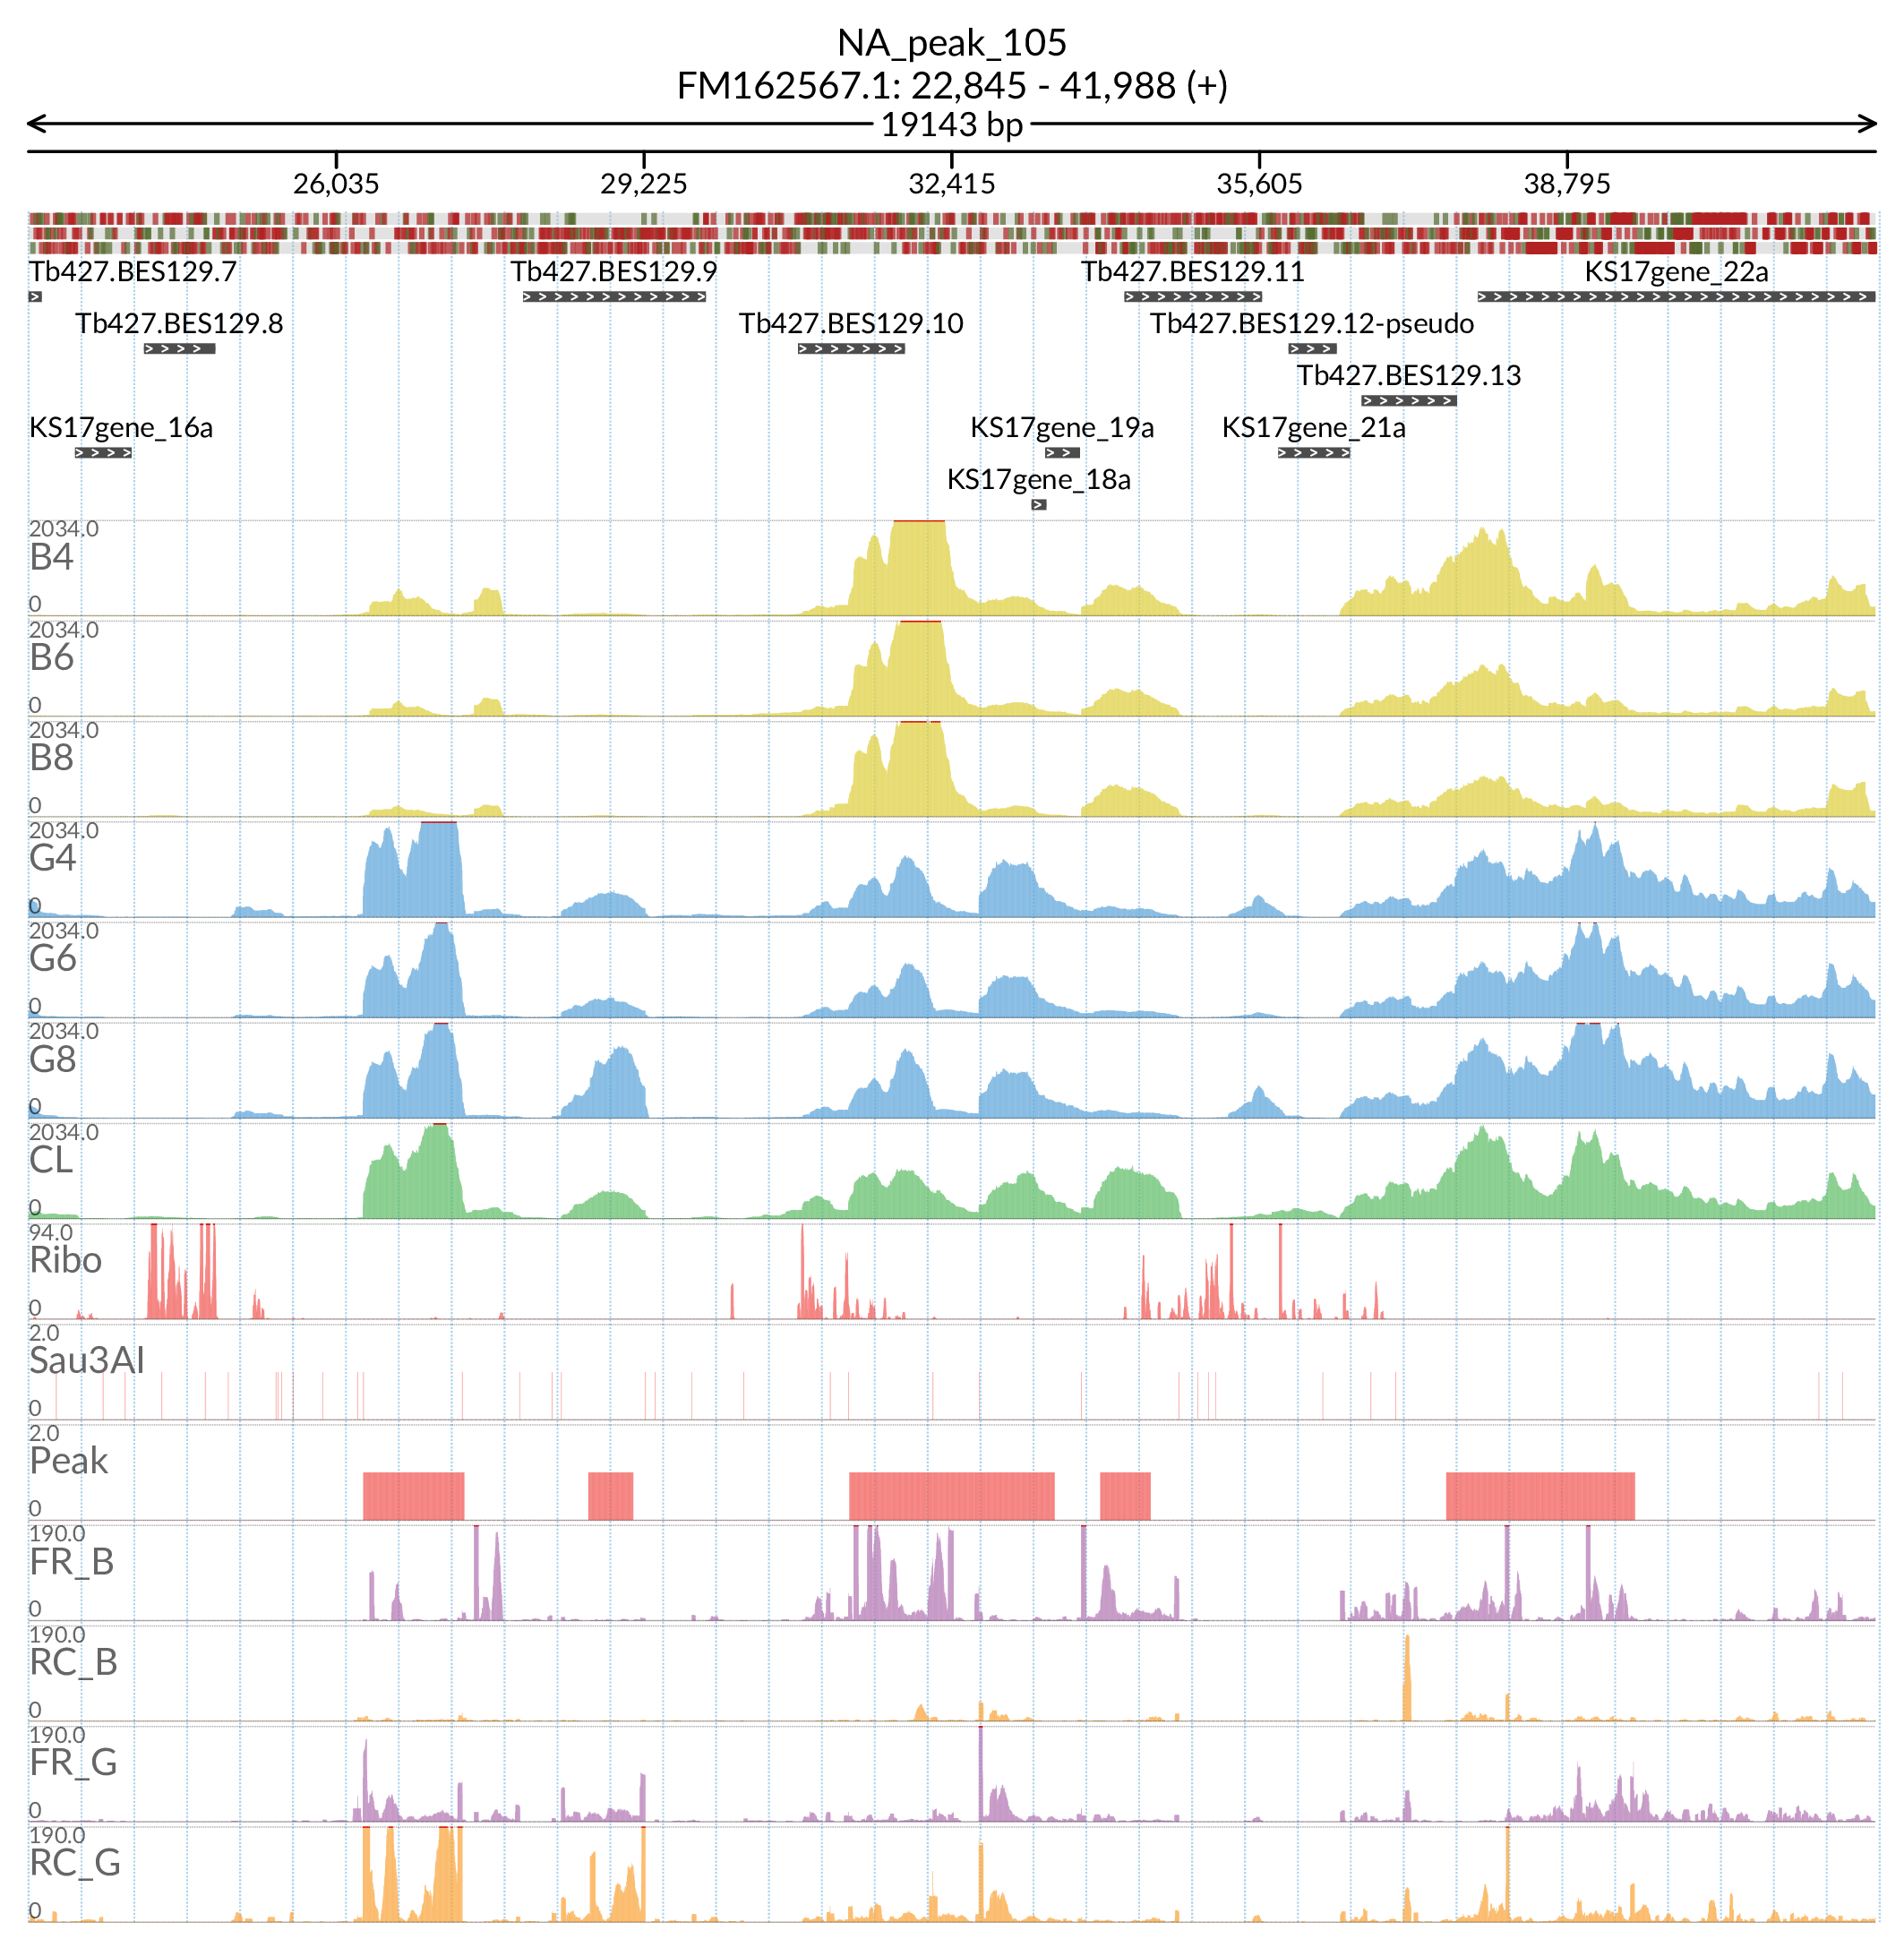 NA_peak_105
FM162567.1: 22,845 - 41,988 (+)
19143 bp
26,035 29,225 32,415 35,605 38,795
Tb427.BES129.7 Tb427.BES129.9 Tb427.BES129.11 KS17gene_22a
Tb427.BES129.8 Tb427.BES129.10 Tb427.BES129.12-pseudo
Tb427.BES129.13
KS17gene_16a KS17gene_19a KS17gene_21a
KS17gene_18a
2034.0
B4
0
2034.0
B6
0
2034.0
B8
0
2034.0
G4
0
2034.0
G6
0
2034.0
G8
0
2034.0
CL
0
94.0
Ribo
0
2.0
Sau3AI
0
2.0
Peak
0
190.0
FR_B
0
190.0
RC_B
0
190.0
FR_G
0
190.0
RC_G
0